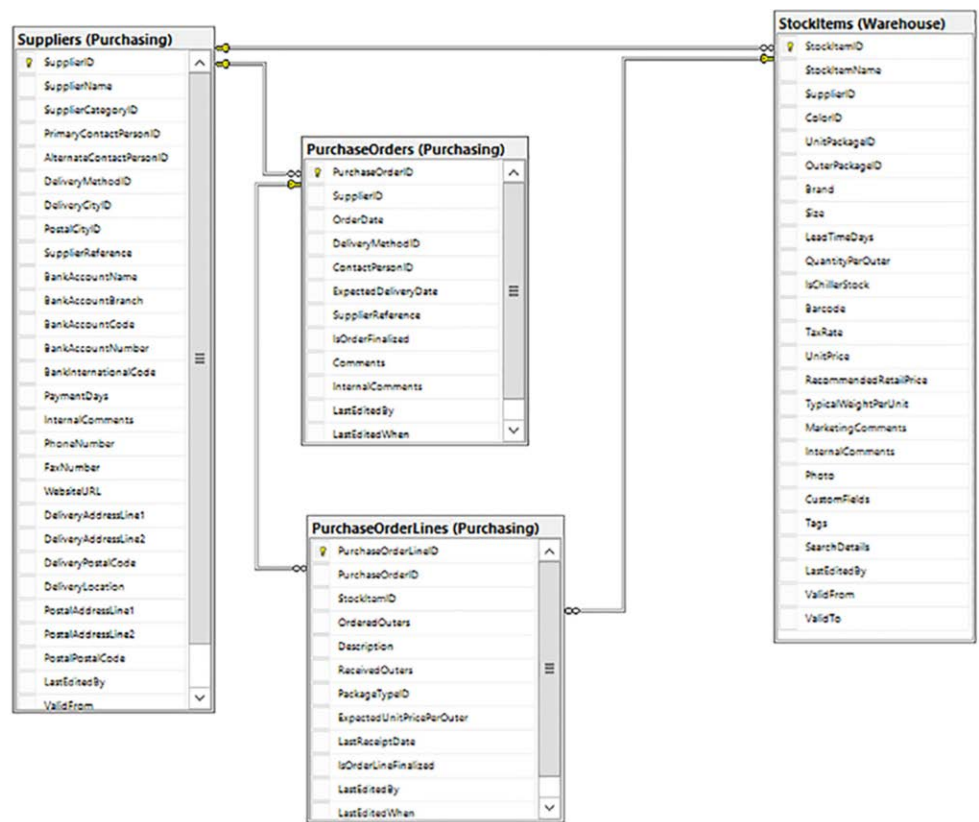 Suppliers (Purchasing)
SupplierID
SupplierName
SupplierCategoryID
PrimaryContactPersonID
AlternateContactPersonID
DeliveryMethodID
DeliveryCityID
PostalCityID
SupplierReference
BankAccountName
BankAccountBranch
BankAccountCode
BankAccountNumber
BankInternationalCode
PaymentDays
InternalComments
PhoneNumber
FaxNumber
WebsiteURL
DeliveryAddressLine1
DeliveryAddressLine2
DeliveryPostalCode
DeliveryLocation
PostalAddressLine1
PostalAddressLine2
PostalPostalCode
LastEditedBy
ValidFrom
PurchaseOrders (Purchasing)
PurchaseOrderID
SupplierID
OrderDate
DeliveryMethodID
ContactPersonID
ExpectedDeliveryDate
SupplierReference
IsOrderFinalized
Comments
InternalComments
LastEditedBy
LastEditedWhen
PurchaseOrderLines (Purchasing)
PurchaseOrderLineID
PurchaseOrderID
StockItemID
OrderedOuters
Description
ReceivedOuters
PackageTypeID
ExpectedUnitPricePerOuter
LastReceiptDate
IsOrderLineFinalized
LastEditedBy
LastEditedWhen
StockItems (Warehouse)
StockItemID
StockItemName
SupplierID
ColorID
UnitPackageID
OuterPackageID
Brand
Size
LeadTimeDays
QuantityPerOuter
IsChillerStock
Barcode
TaxRate
UnitPrice
RecommendedRetailPrice
TypicalWeightPerUnit
MarketingComments
InternalComments
Photo
CustomFields
Tags
SearchDetails
LastEditedBy
ValidFrom
ValidTo